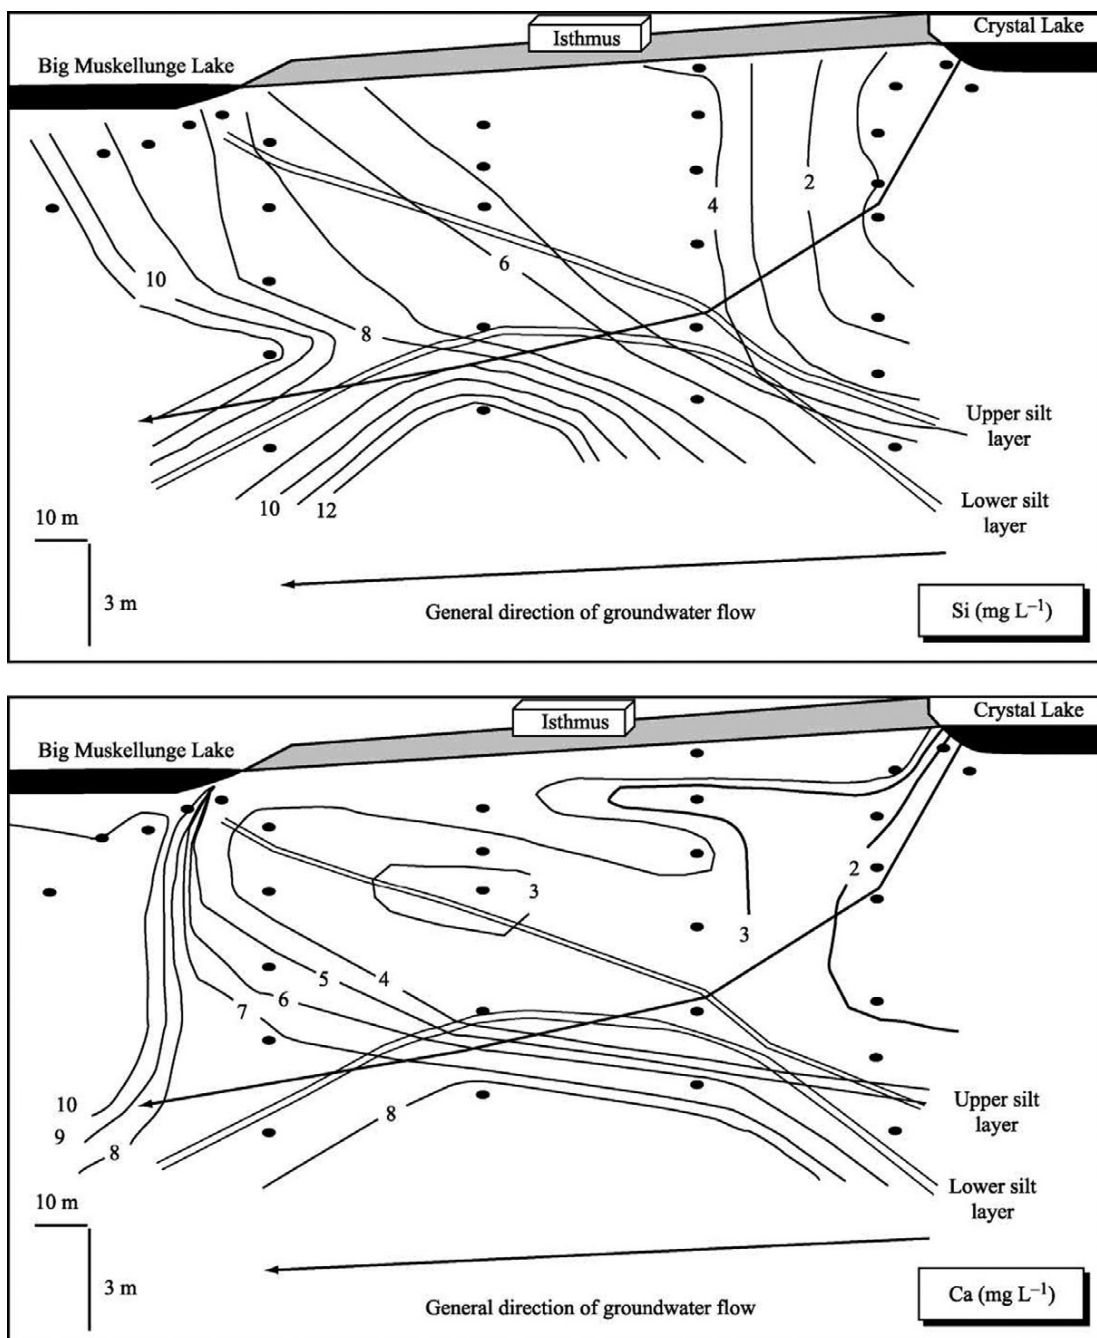 Isthmus
Crystal Lake
Big Muskellunge Lake
2
4
6
10
8
10
12
Upper silt
layer
Lower silt
layer
10 m
3 m
General direction of groundwater flow
Si (mg L⁻¹)
Isthmus
Crystal Lake
Big Muskellunge Lake
2
3
3
4
5
6
7
8
10
9
8
Upper silt
layer
Lower silt
layer
10 m
3 m
General direction of groundwater flow
Ca (mg L⁻¹)